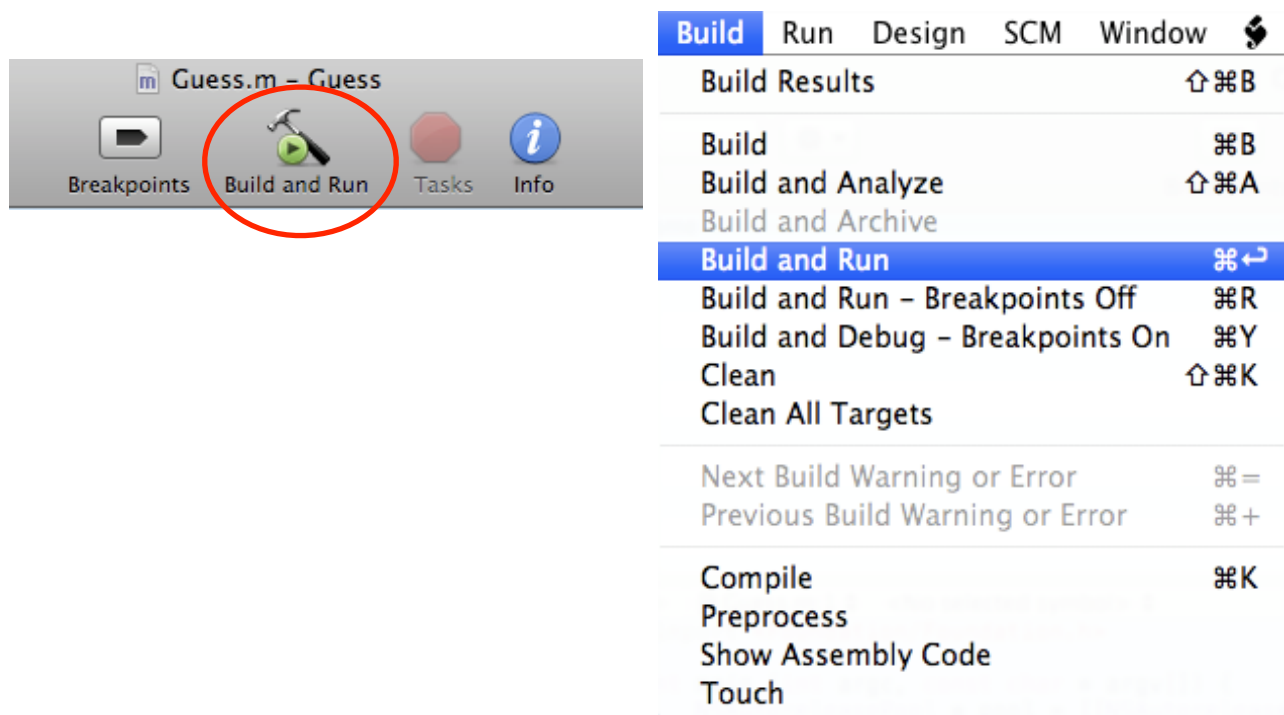 Guess.m – Guess
Breakpoints Build and Run Tasks Info
Build Run Design SCM Window
Build Results ⇧⌘B
Build ⌘B
Build and Analyze ⇧⌘A
Build and Archive
Build and Run ⌘↩
Build and Run – Breakpoints Off ⌘R
Build and Debug – Breakpoints On ⌘Y
Clean ⇧⌘K
Clean All Targets
Next Build Warning or Error ⌘=
Previous Build Warning or Error ⌘+
Compile ⌘K
Preprocess
Show Assembly Code
Touch